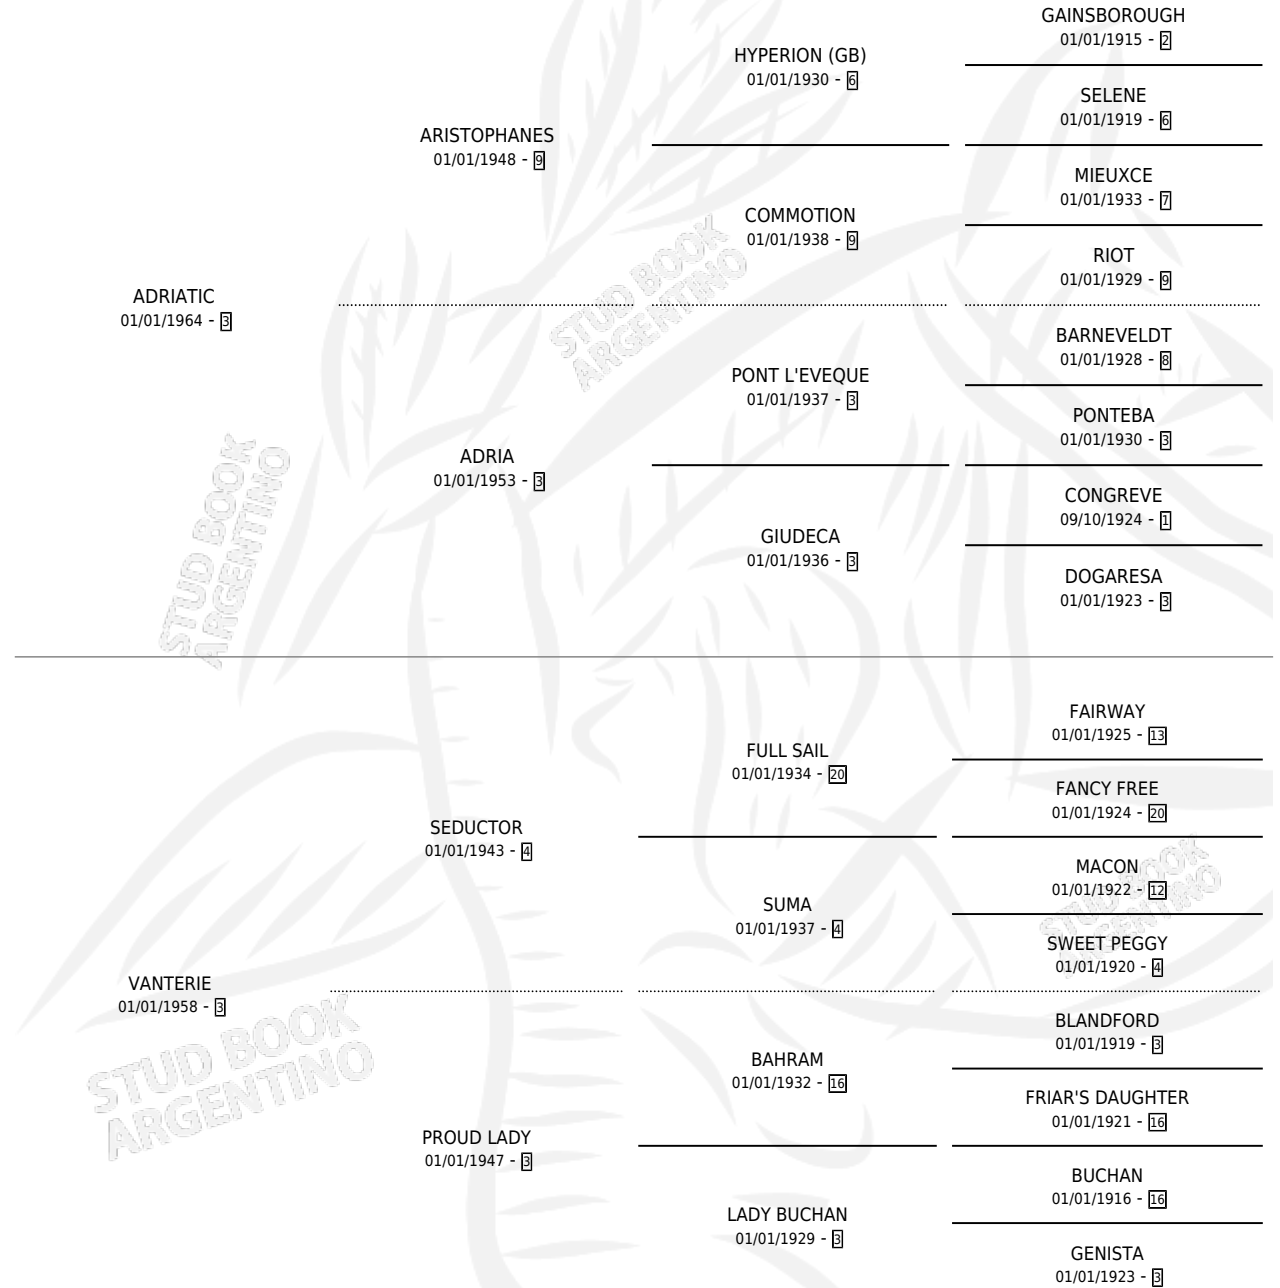 GAINSBOROUGH
01/01/1915 - 2
HYPERION (GB)
01/01/1930 - 6
SELENE
01/01/1919 - 6
ARISTOPHANES
01/01/1948 - 9
MIEUXCE
01/01/1933 - 7
COMMOTION
01/01/1938 - 9
RIOT
01/01/1929 - 9
ADRIATIC
01/01/1964 - 3
STUD BOOK
ARGENTINO
BARNEVELDT
01/01/1928 - 8
PONT L'EVEQUE
01/01/1937 - 3
PONTEBA
01/01/1930 - 3
ADRIA
01/01/1953 - 3
CONGREVE
09/10/1924 - 1
GIUDECA
01/01/1936 - 3
DOGARESA
01/01/1923 - 3
STUD BOOK
ARGENTINO
FAIRWAY
01/01/1925 - 13
FULL SAIL
01/01/1934 - 20
FANCY FREE
01/01/1924 - 20
SEDUCTOR
01/01/1943 - 4
MACON
01/01/1922 - 12
SUMA
01/01/1937 - 4
SWEET PEGGY
01/01/1920 - 4
STUD BOOK
ARGENTINO
VANTERIE
01/01/1958 - 3
BLANDFORD
01/01/1919 - 3
BAHRAM
01/01/1932 - 16
FRIAR'S DAUGHTER
01/01/1921 - 16
STUD BOOK
ARGENTINO
PROUD LADY
01/01/1947 - 3
BUCHAN
01/01/1916 - 16
LADY BUCHAN
01/01/1929 - 3
GENISTA
01/01/1923 - 3